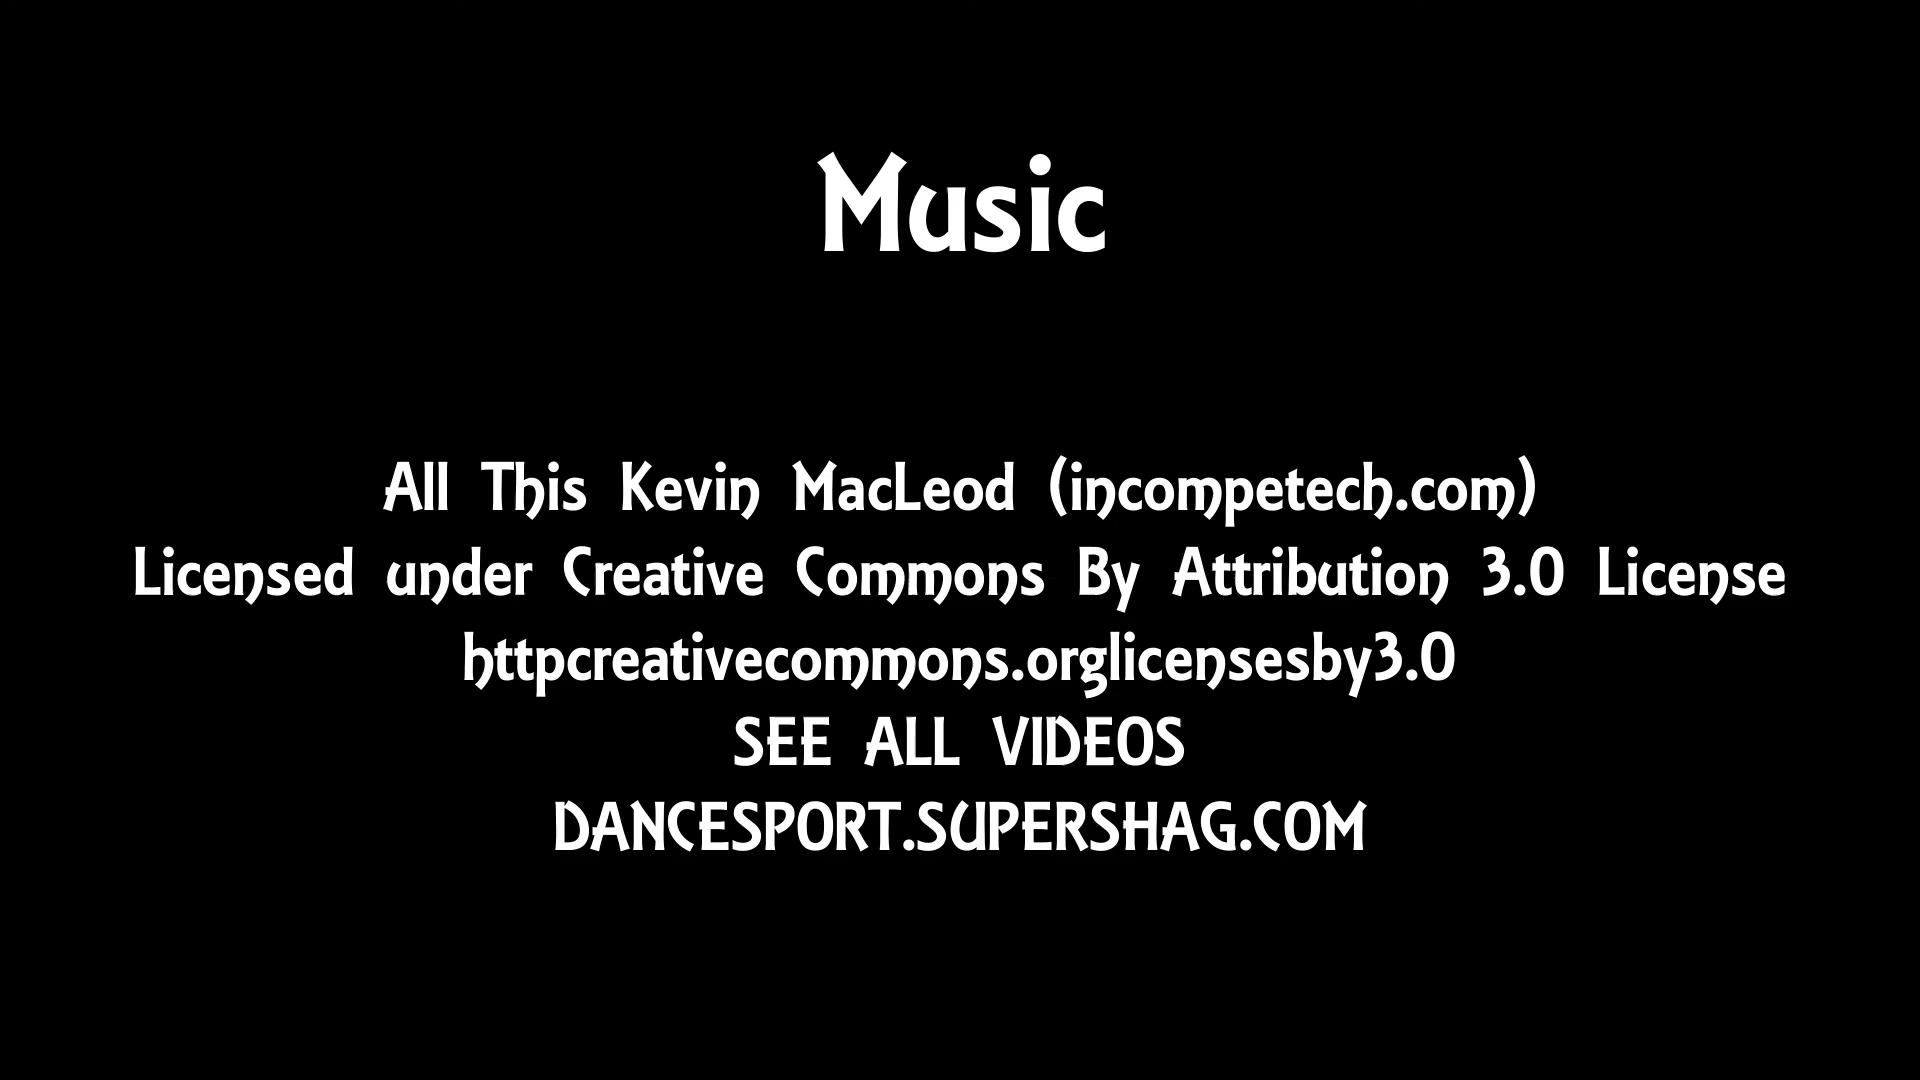 Music
All This Kevin MacLeod (incompetech.com)
Licensed under Creative Commons By Attribution 3.0 License
httpcreativecommons.orglicensesby3.0
SEE ALL VIDEOS
DANCESPORT.SUPERSHAG.COM